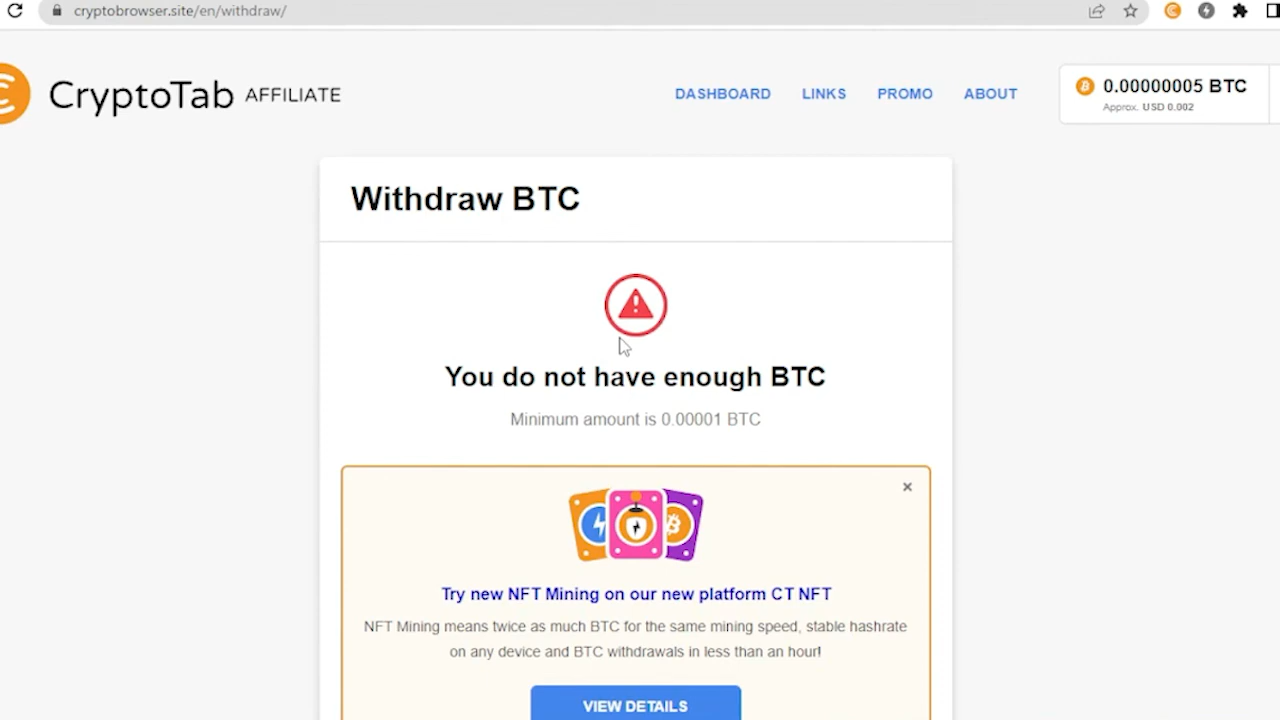 cryptobrowser.site/en/withdraw/
CryptoTab AFFILIATE
DASHBOARD LINKS PROMO ABOUT
0.00000005 BTC
Approx. USD 0.002
Withdraw BTC
You do not have enough BTC
Minimum amount is 0.00001 BTC
Try new NFT Mining on our new platform CT NFT
NFT Mining means twice as much BTC for the same mining speed, stable hashrate
on any device and BTC withdrawals in less than an hour!
VIEW DETAILS